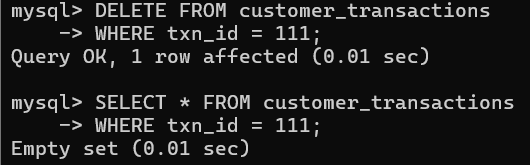 mysql> DELETE FROM customer_transactions
    -> WHERE txn_id = 111;
Query OK, 1 row affected (0.01 sec)

mysql> SELECT * FROM customer_transactions
    -> WHERE txn_id = 111;
Empty set (0.01 sec)